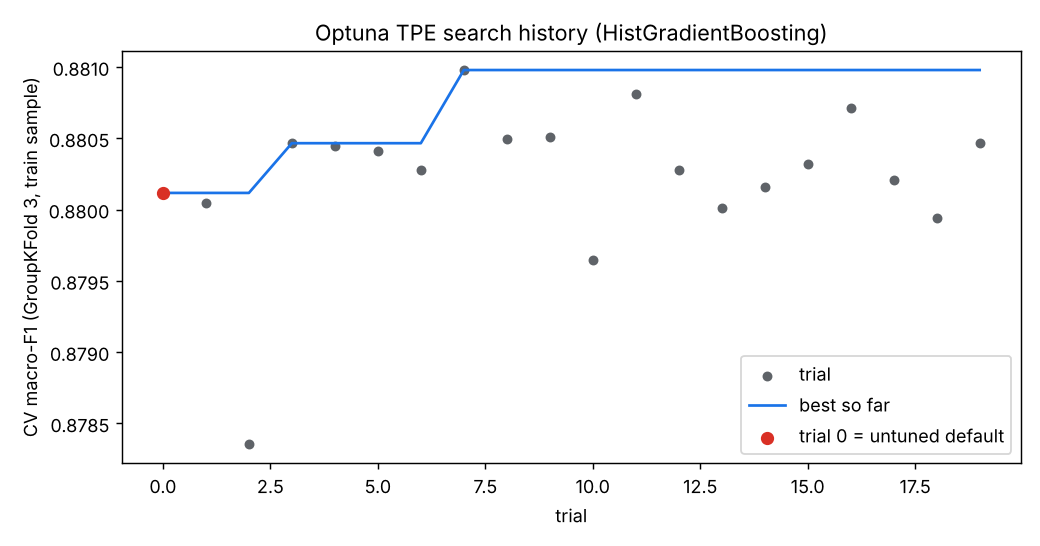 Optuna TPE search history (HistGradientBoosting)
CV macro-F1 (GroupKFold 3, train sample)
0.8810
0.8805
0.8800
0.8795
0.8790
0.8785
trial
best so far
trial 0 = untuned default
0.0 2.5 5.0 7.5 10.0 12.5 15.0 17.5
trial